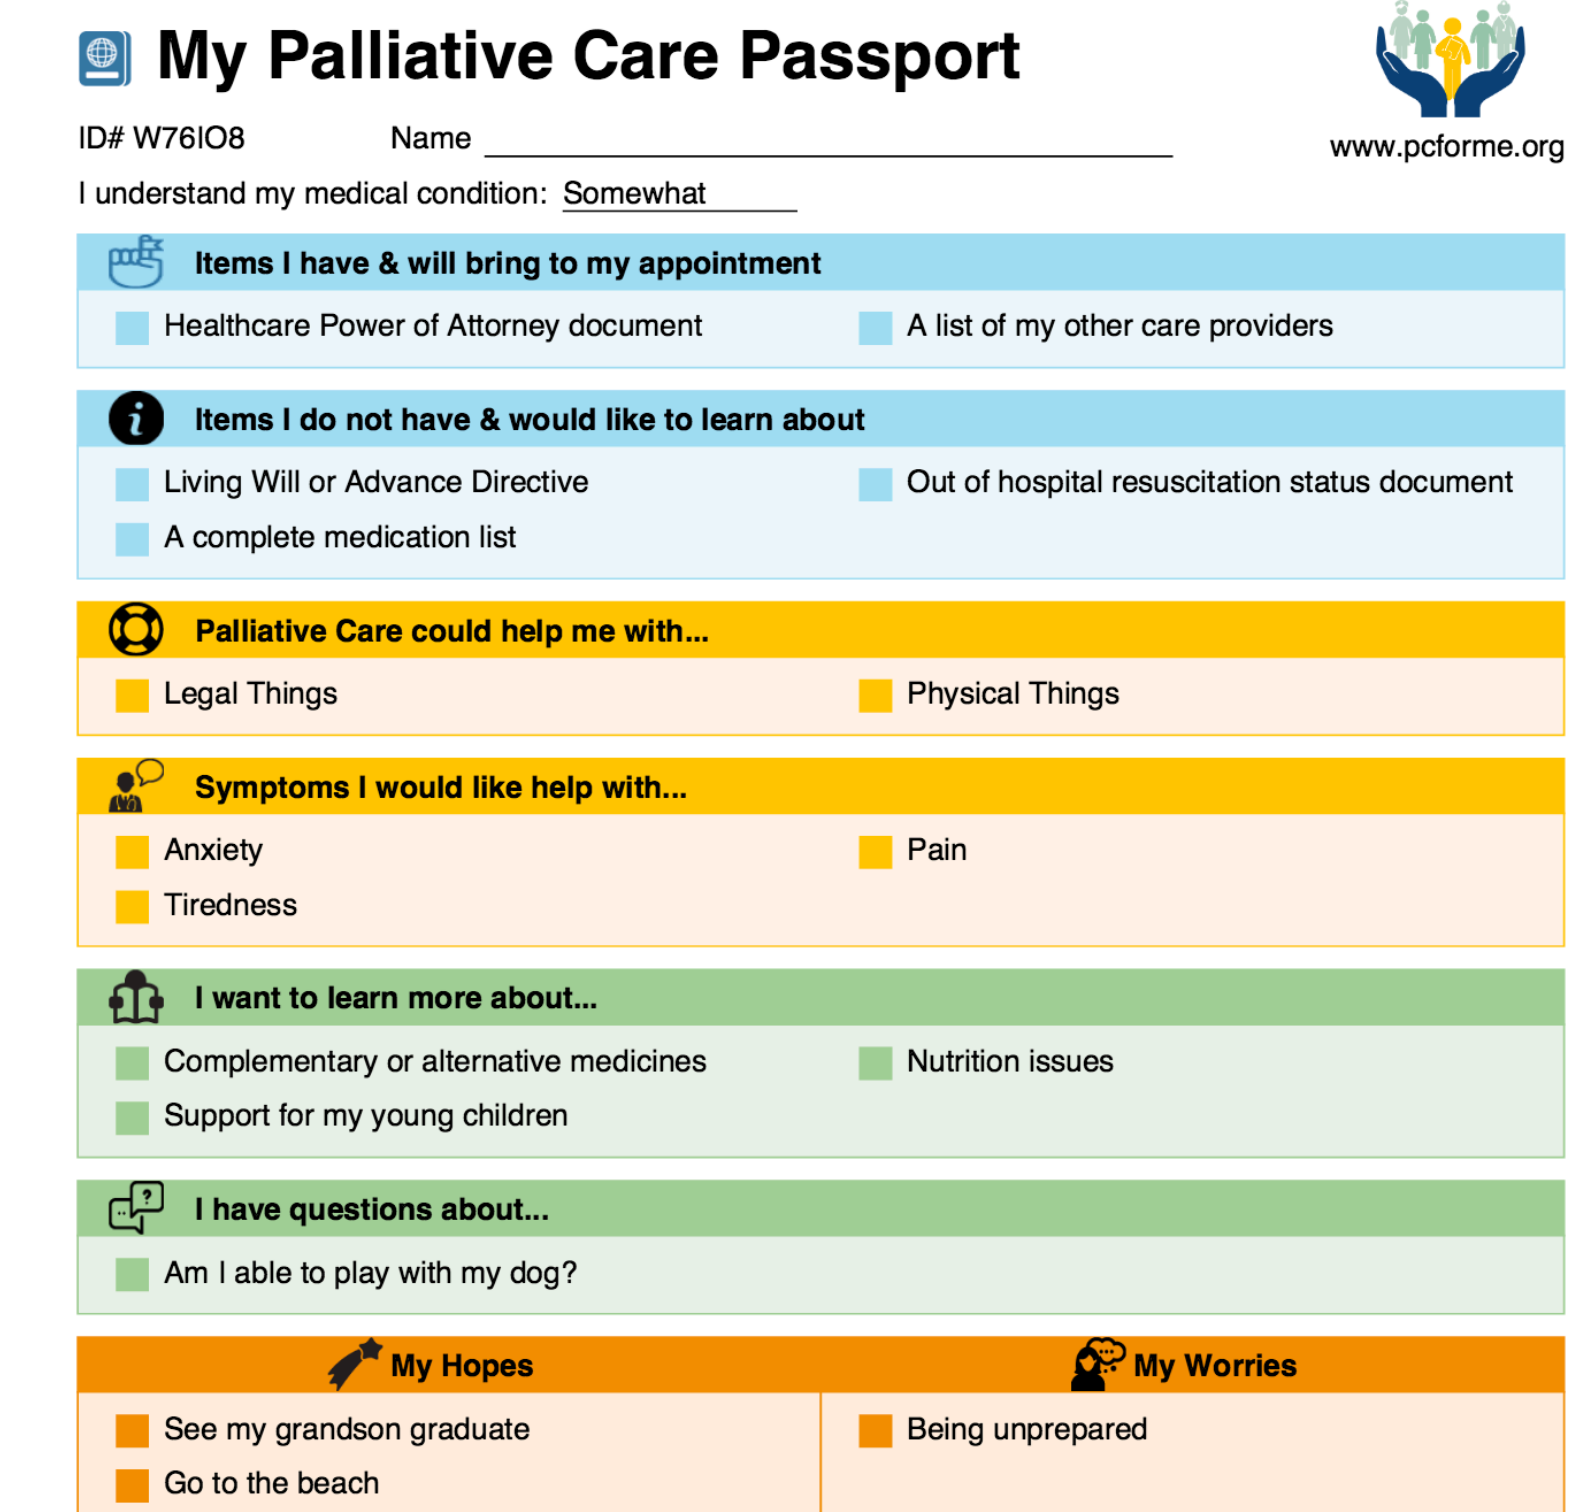 My Palliative Care Passport
ID# W76IO8 Name
www.pcforme.org
I understand my medical condition: Somewhat
Items I have & will bring to my appointment
Healthcare Power of Attorney document
A list of my other care providers
Items I do not have & would like to learn about
Living Will or Advance Directive
Out of hospital resuscitation status document
A complete medication list
Palliative Care could help me with...
Legal Things
Physical Things
Symptoms I would like help with...
Anxiety
Pain
Tiredness
I want to learn more about...
Complementary or alternative medicines
Nutrition issues
Support for my young children
I have questions about...
Am I able to play with my dog?
My Hopes
My Worries
See my grandson graduate
Being unprepared
Go to the beach